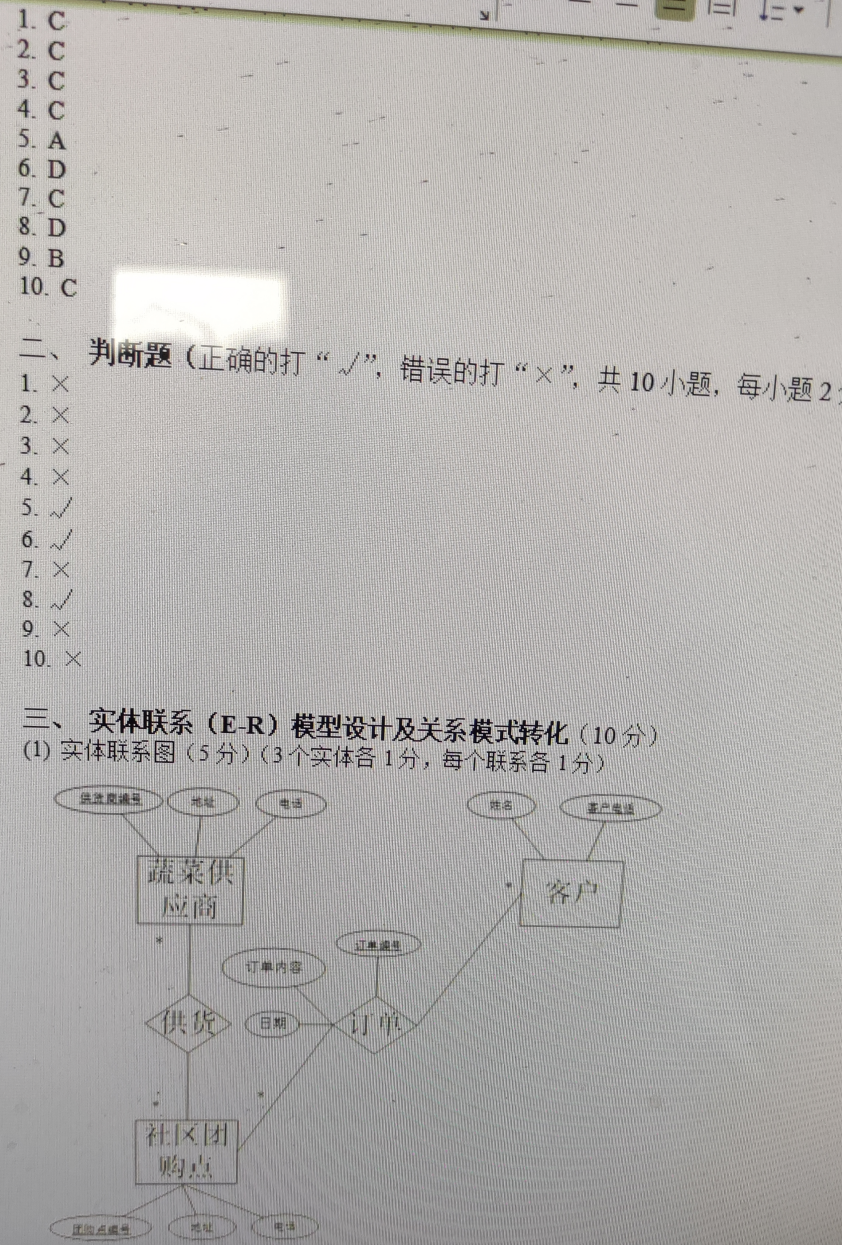 1. C
2. C
3. C
4. C
5. A
6. D
7. C
8. D
9. B
10. C
二、 判断题（正确的打“√”，错误的打“×”，共 10 小题，每小题 2
1. ×
2. ×
3. ×
4. ×
5. √
6. √
7. ×
8. √
9. ×
10. ×
三、 实体联系（E-R）模型设计及关系模式转化（10 分）
(1) 实体联系图（5 分）（3 个实体各 1 分，每个联系各 1 分）
供货商编号 地址 电话 姓名 客户电话
蔬菜供
应商
* 客户
*
订单编号
订单内容
供货 日期 订单
* *
社区团
购点
团购点编号 地址 电话